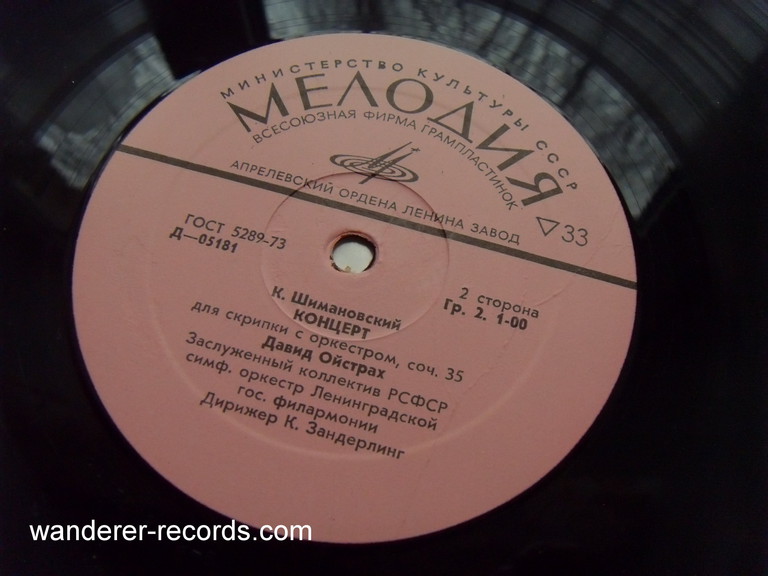 МИНИСТЕРСТВО КУЛЬТУРЫ СССР
МЕЛОДИЯ
ВСЕСОЮЗНАЯ ФИРМА ГРАМПЛАСТИНОК
АПРЕЛЕВСКИЙ ОРДЕНА ЛЕНИНА ЗАВОД
33
ГОСТ 5289-73
Д—05181
2 сторона
Гр. 2. 1-00
К. Шимановский
КОНЦЕРТ
для скрипки с оркестром, соч. 35
Давид Ойстрах
Заслуженный коллектив РСФСР
симф. оркестр Ленинградской
гос. филармонии
Дирижер К. Зандерлинг
wanderer-records.com